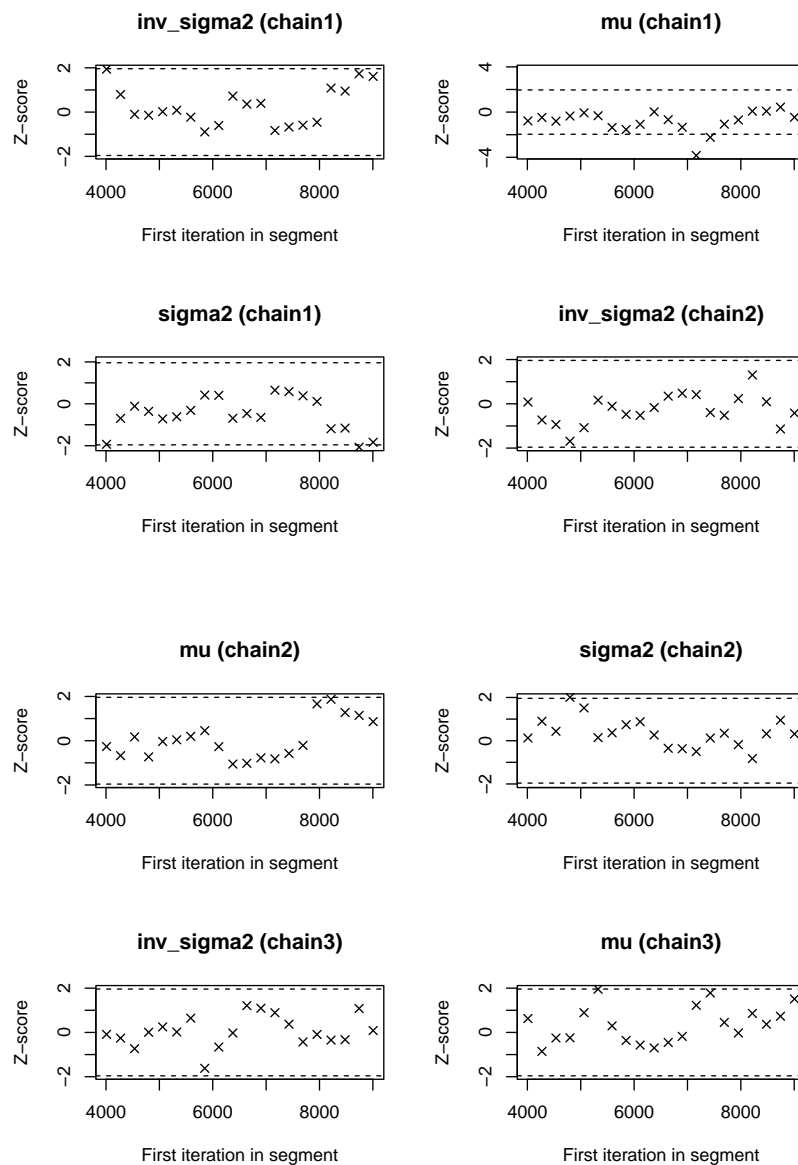 inv_sigma2 (chain1)
Z−score
2
0
−2
4000 6000 8000
First iteration in segment
mu (chain1)
Z−score
4
0
−4
4000 6000 8000
First iteration in segment
sigma2 (chain1)
Z−score
2
0
−2
4000 6000 8000
First iteration in segment
inv_sigma2 (chain2)
Z−score
2
0
−2
4000 6000 8000
First iteration in segment
mu (chain2)
Z−score
2
0
−2
4000 6000 8000
First iteration in segment
sigma2 (chain2)
Z−score
2
0
−2
4000 6000 8000
First iteration in segment
inv_sigma2 (chain3)
Z−score
2
0
−2
4000 6000 8000
First iteration in segment
mu (chain3)
Z−score
2
0
−2
4000 6000 8000
First iteration in segment